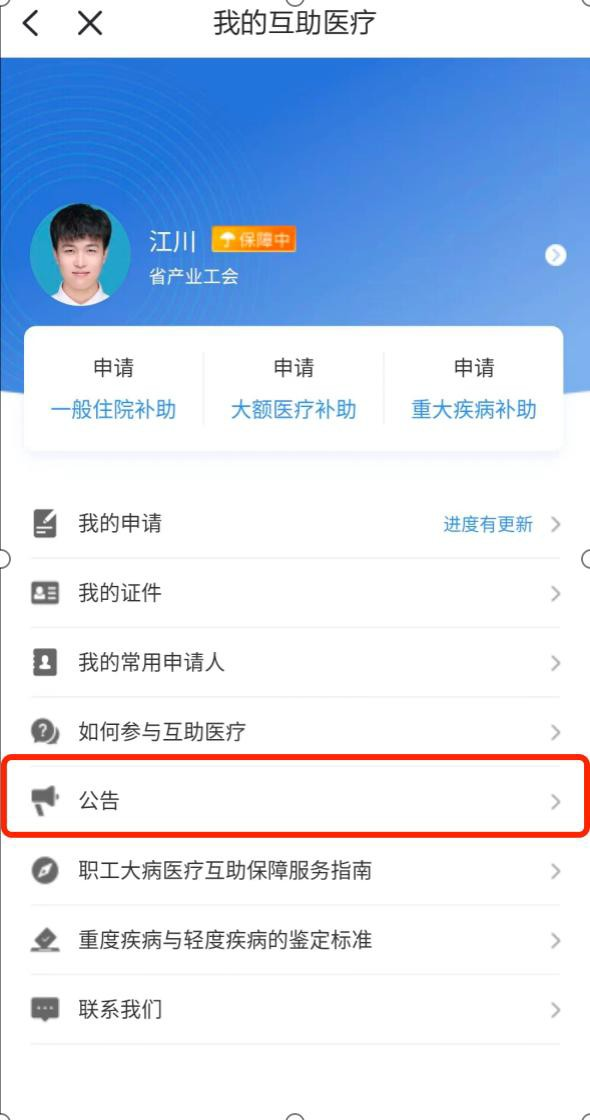 我的互助医疗
江川 保障中
省产业工会
申请 申请 申请
一般住院补助 大额医疗补助 重大疾病补助
我的申请 进度有更新
我的证件
我的常用申请人
如何参与互助医疗
公告
职工大病医疗互助保障服务指南
重度疾病与轻度疾病的鉴定标准
联系我们